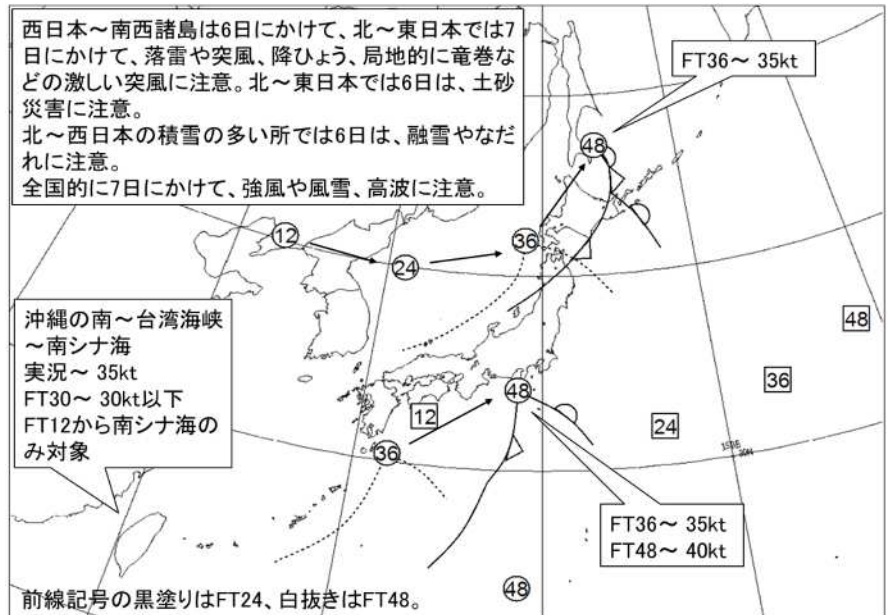 西日本～南西諸島は6日にかけて、北～東日本では7
日にかけて、落雷や突風、降ひょう、局地的に竜巻な
どの激しい突風に注意。北～東日本では6日は、土砂
災害に注意。
北～西日本の積雪の多い所では6日は、融雪やなだ
れに注意。
全国的に7日にかけて、強風や風雪、高波に注意。
FT36～ 35kt
48
12
24
36
沖縄の南～台湾海峡
～南シナ海
実況～ 35kt
FT30～ 30kt以下
FT12から南シナ海の
み対象
48
36
24
12
48
36
150E
30N
FT36～ 35kt
FT48～ 40kt
48
前線記号の黒塗りはFT24、白抜きはFT48。